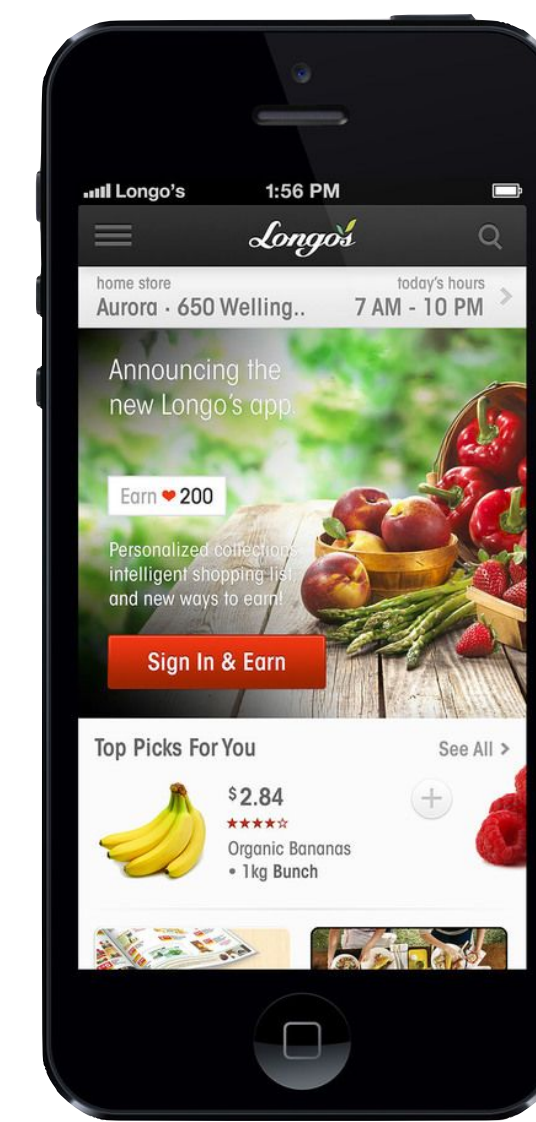 Longo's 1:56 PM
Longo's
home store today's hours
Aurora · 650 Welling.. 7 AM - 10 PM
Announcing the
new Longo's app.
Earn ❤ 200
Personalized collections
intelligent shopping list,
and new ways to earn!
Sign In & Earn
Top Picks For You See All >
$2.84
★★★★☆
Organic Bananas
• 1kg Bunch